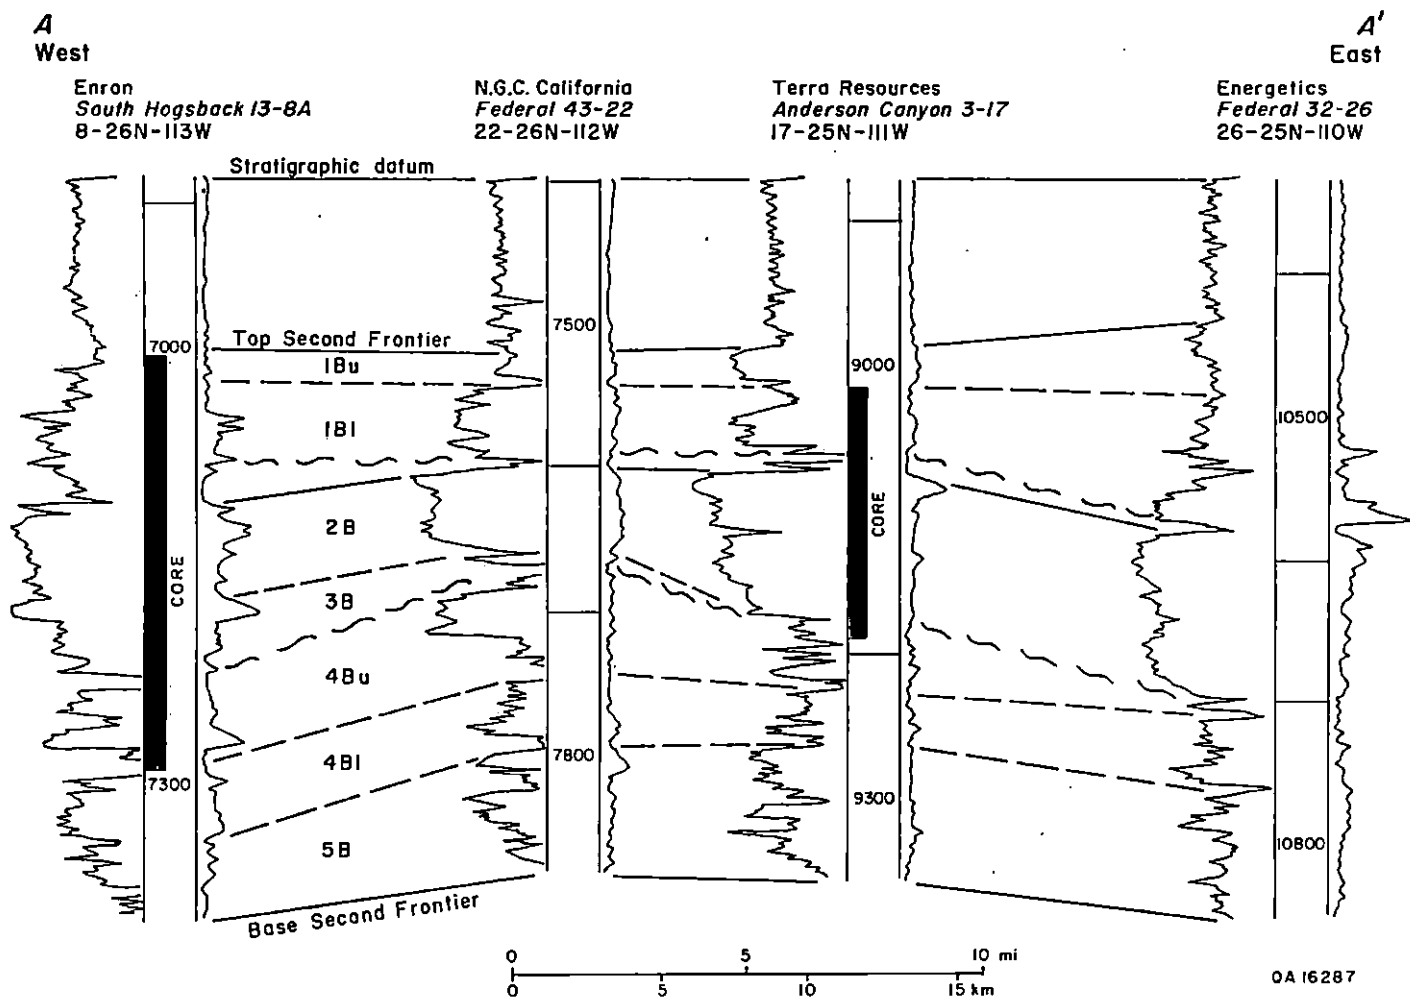 A
West
A'
East
Enron
South Hogsback 13-8A
8-26N-113W
N.G.C. California
Federal 43-22
22-26N-112W
Terra Resources
Anderson Canyon 3-17
17-25N-111W
Energetics
Federal 32-26
26-25N-110W
Stratigraphic datum
7000
Top Second Frontier
7500
9000
10500
1Bu
1Bl
2B
3B
4Bu
4Bl
5B
CORE
CORE
7300
7800
9300
10800
Base Second Frontier
0 5 10 mi
0 5 10 15 km
QA 16287